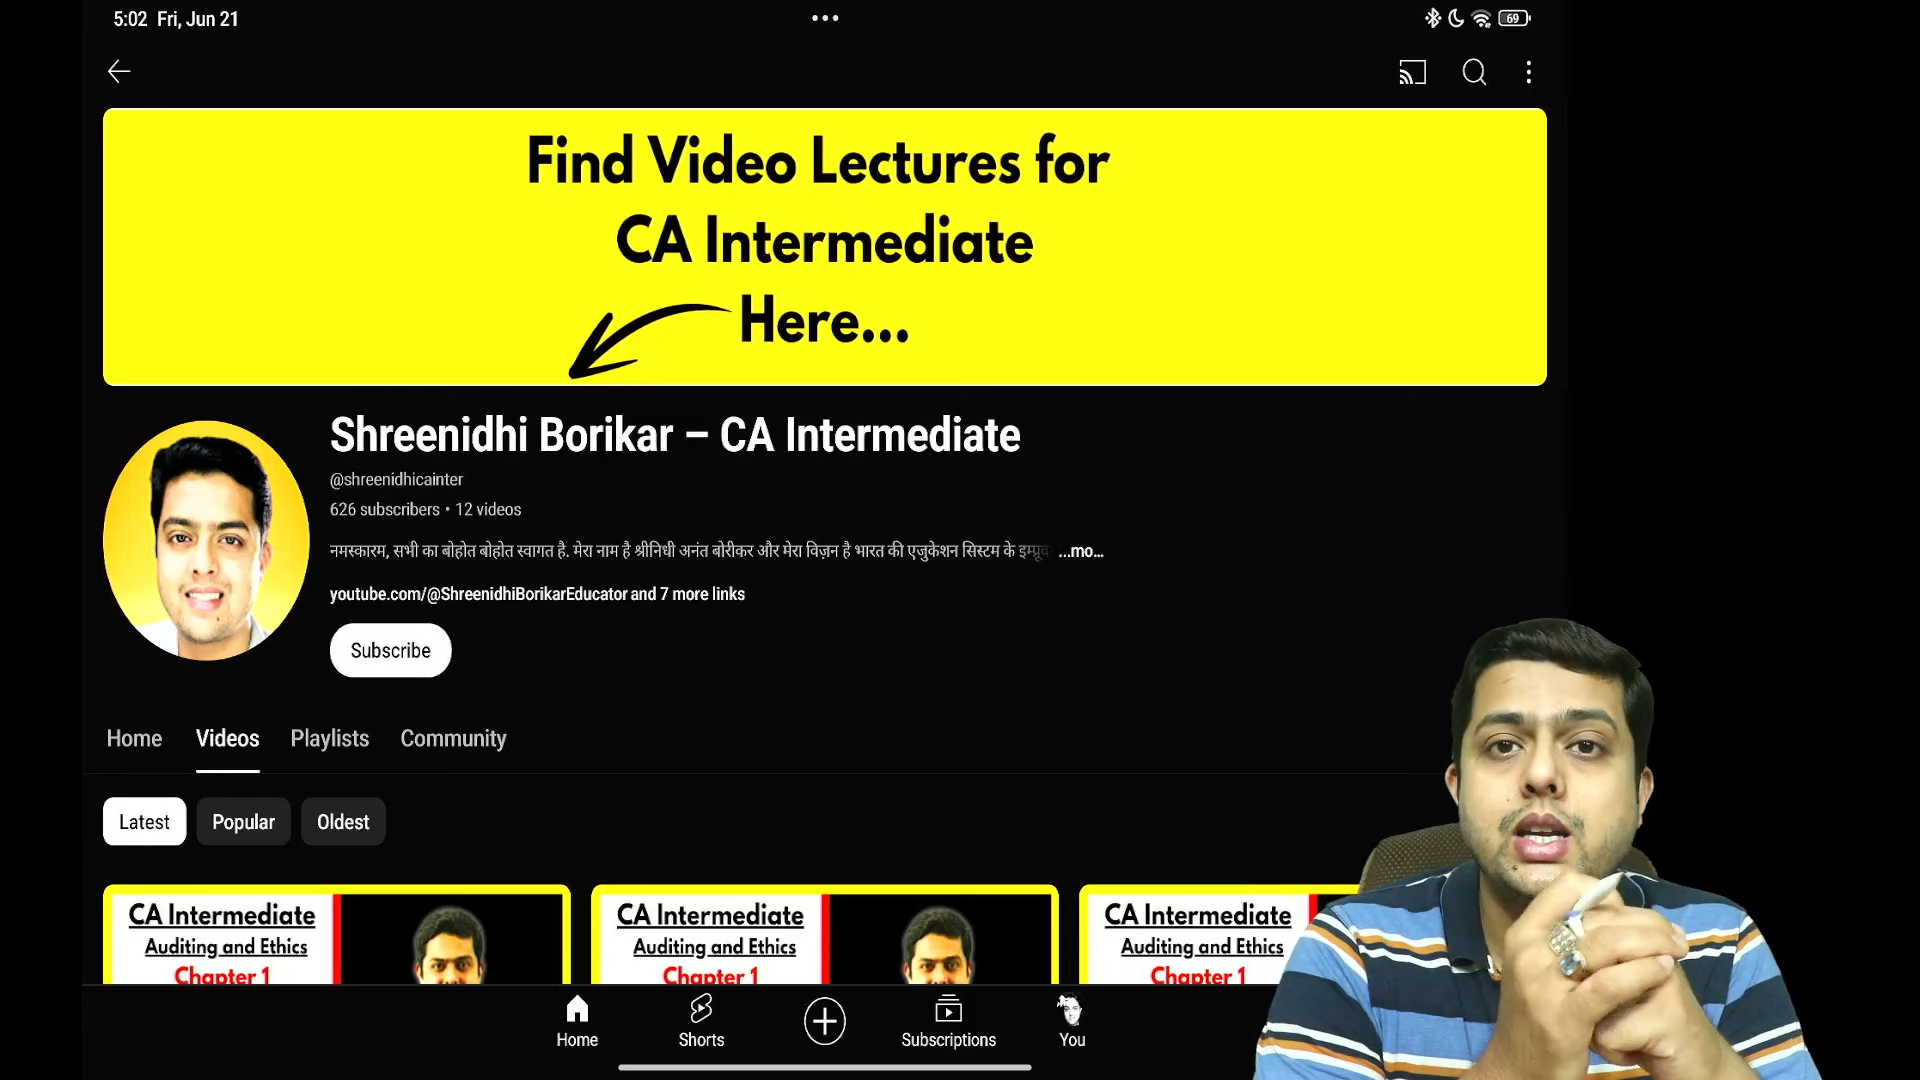 5:02 Fri, Jun 21
69
Find Video Lectures for
CA Intermediate
Here...
Shreenidhi Borikar – CA Intermediate
@shreenidhicainter
626 subscribers • 12 videos
नमस्कारम, सभी का बोहोत बोहोत स्वागत है. मेरा नाम है श्रीनिधी अनंत बोरीकर और मेरा विज़न है भारत की एजुकेशन सिस्टम के ...mo...
youtube.com/@ShreenidhiBorikarEducator and 7 more links
Subscribe
Home Videos Playlists Community
Latest Popular Oldest
CA Intermediate
Auditing and Ethics
Chapter 1
CA Intermediate
Auditing and Ethics
Chapter 1
CA Intermediate
Auditing and Ethics
Chapter 1
Home Shorts Subscriptions You